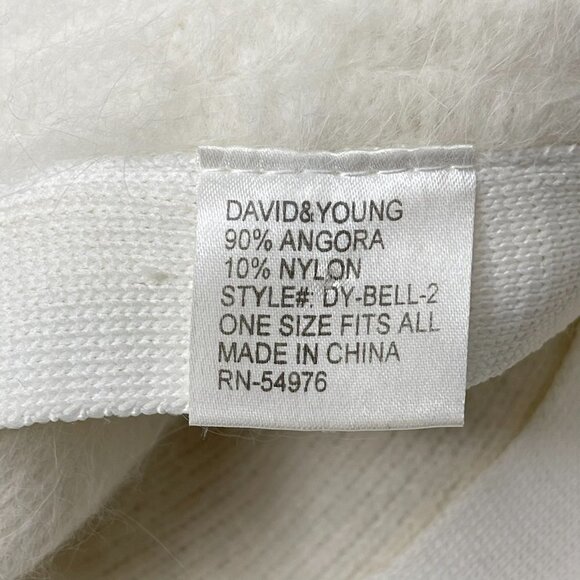 DAVID&YOUNG
90% ANGORA
10% NYLON
STYLE#: DY-BELL-2
ONE SIZE FITS ALL
MADE IN CHINA
RN-54976